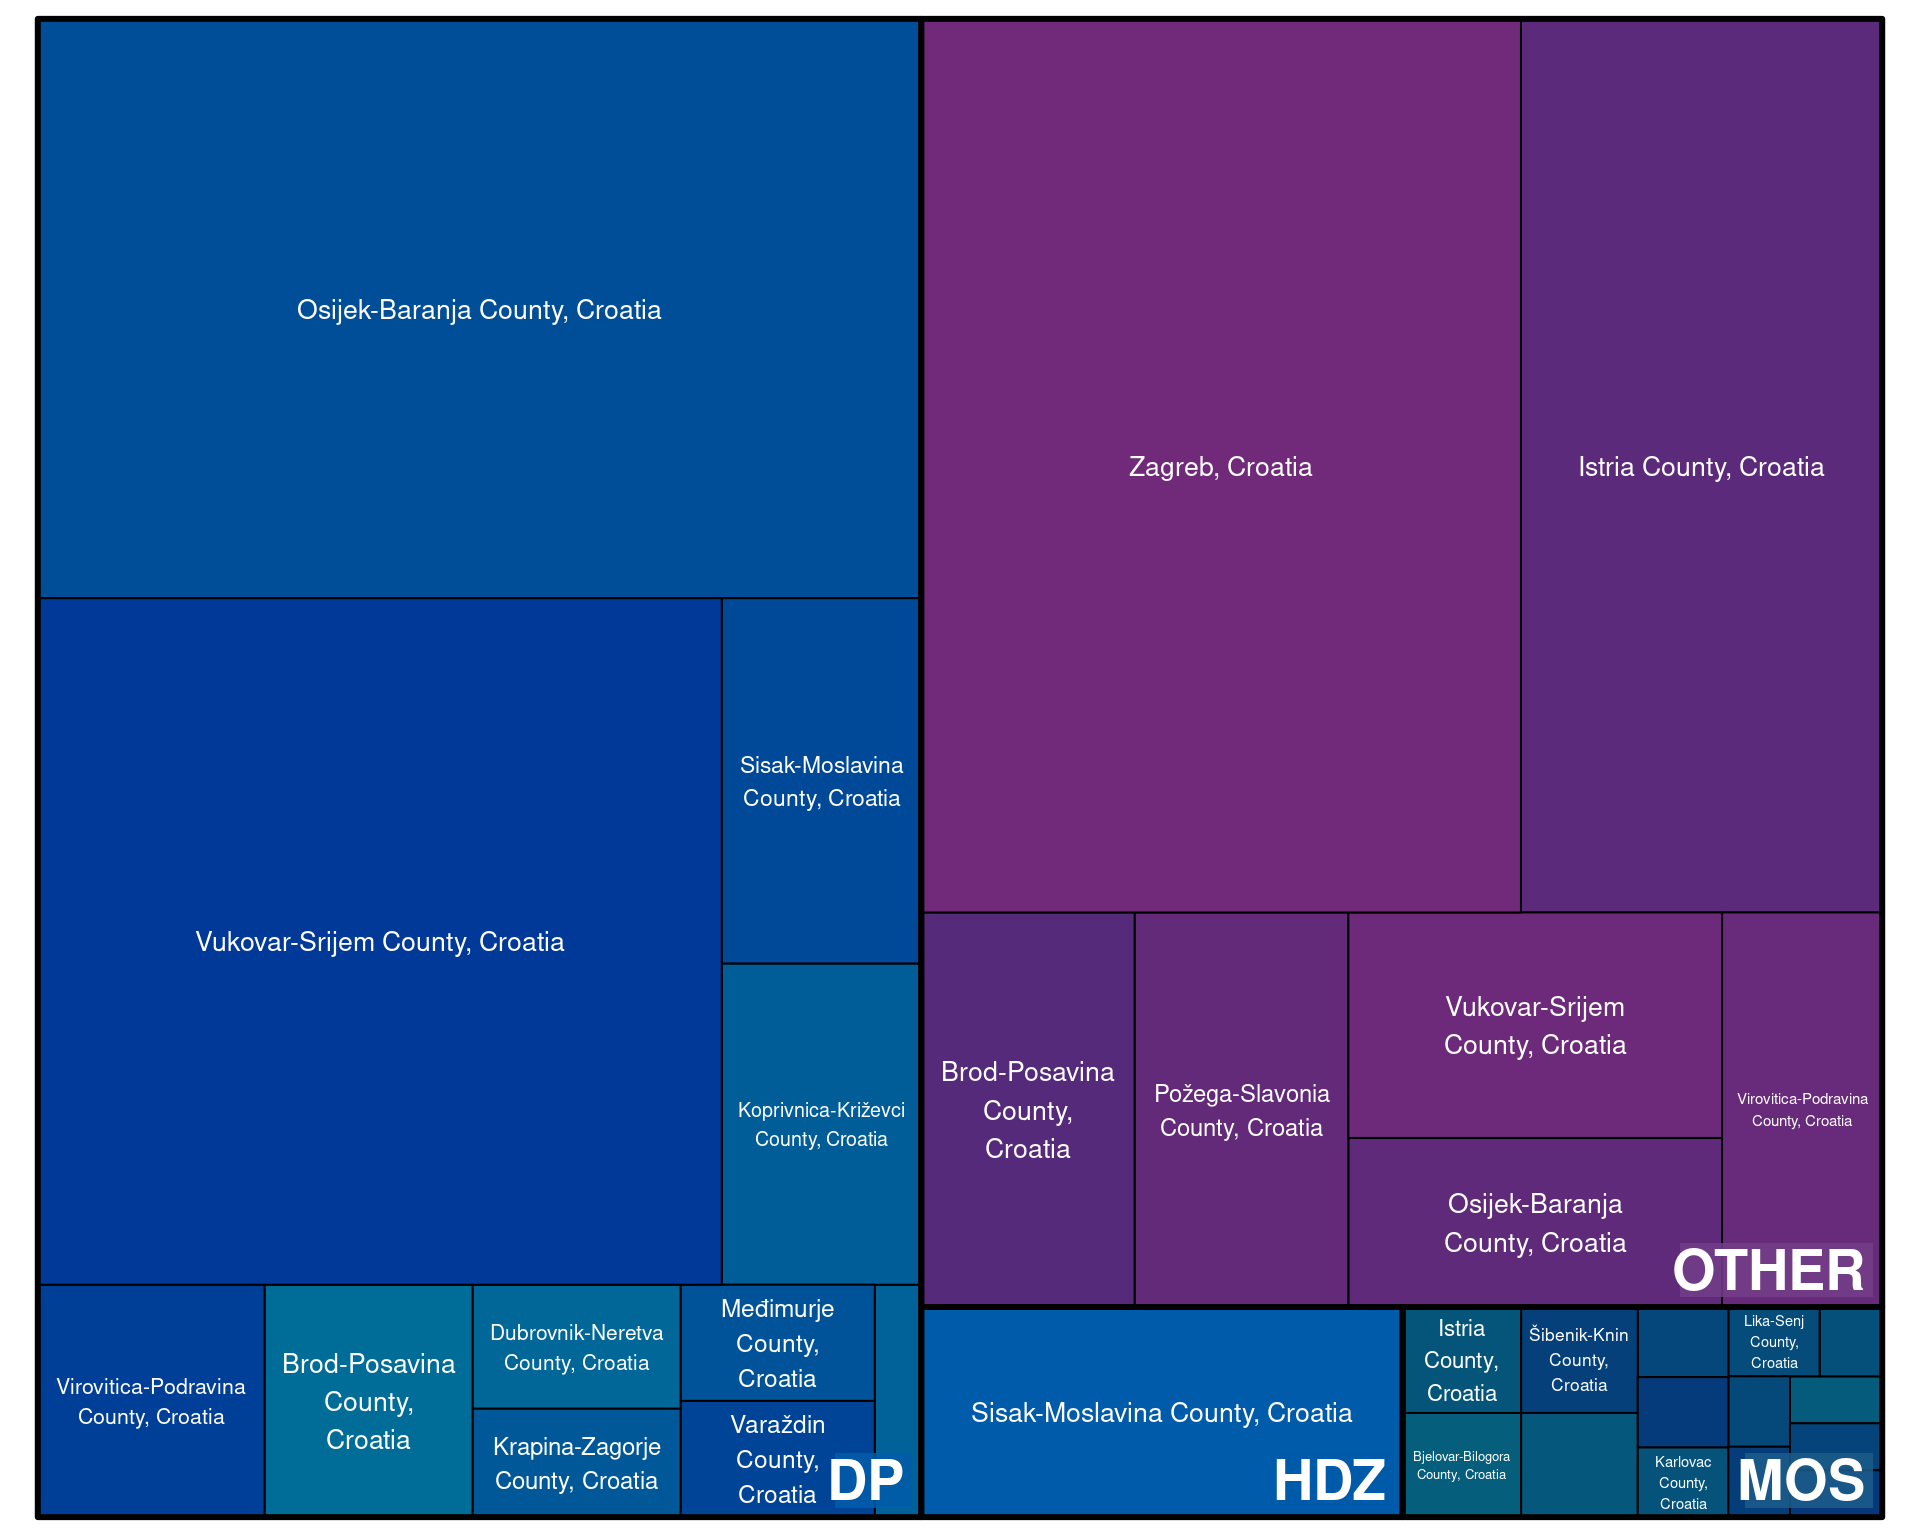 Osijek-Baranja County, Croatia
Vukovar-Srijem County, Croatia
Sisak-Moslavina
County, Croatia
Koprivnica-Križevci
County, Croatia
Virovitica-Podravina
County, Croatia
Brod-Posavina
County,
Croatia
Dubrovnik-Neretva
County, Croatia
Krapina-Zagorje
County, Croatia
Međimurje
County,
Croatia
Varaždin
County,
Croatia
DP
Zagreb, Croatia
Istria County, Croatia
Brod-Posavina
County,
Croatia
Požega-Slavonia
County, Croatia
Vukovar-Srijem
County, Croatia
Osijek-Baranja
County, Croatia
Virovitica-Podravina
County, Croatia
OTHER
Sisak-Moslavina County, Croatia
HDZ
Istria
County,
Croatia
Bjelovar-Bilogora
County, Croatia
Šibenik-Knin
County,
Croatia
Karlovac
County,
Croatia
Lika-Senj
County,
Croatia
MOS